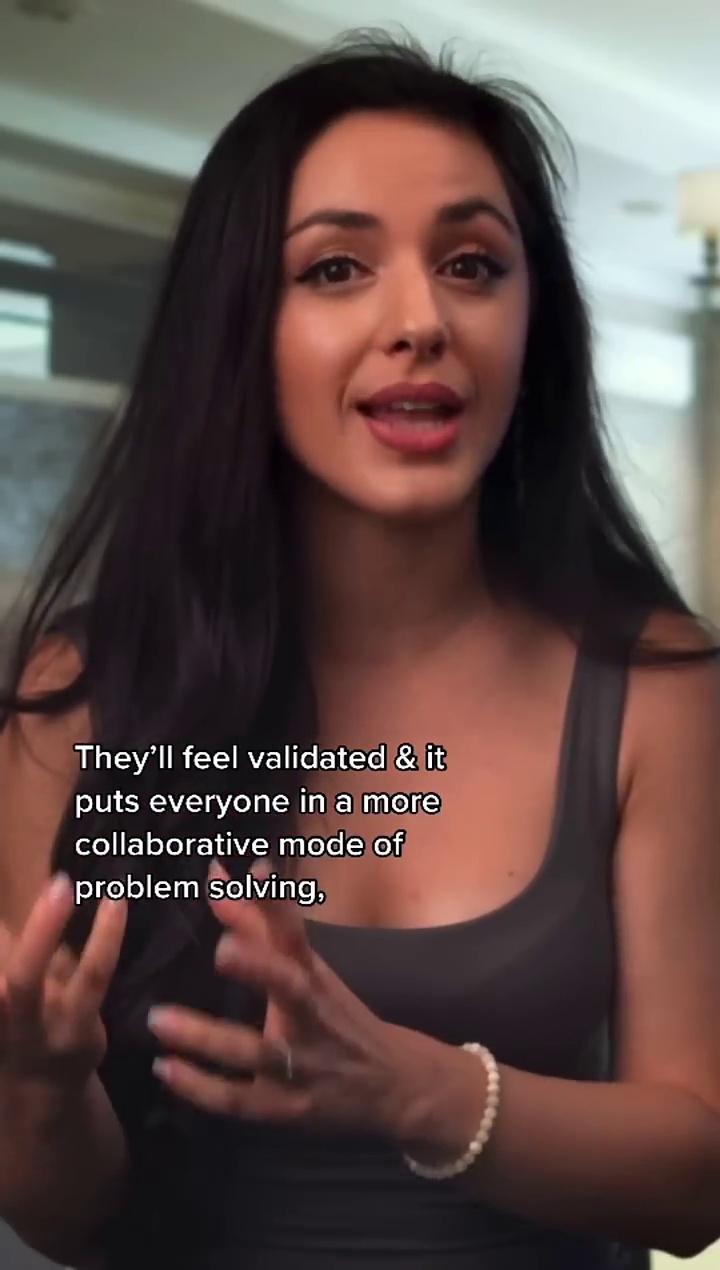 They’ll feel validated & it
puts everyone in a more
collaborative mode of
problem solving,